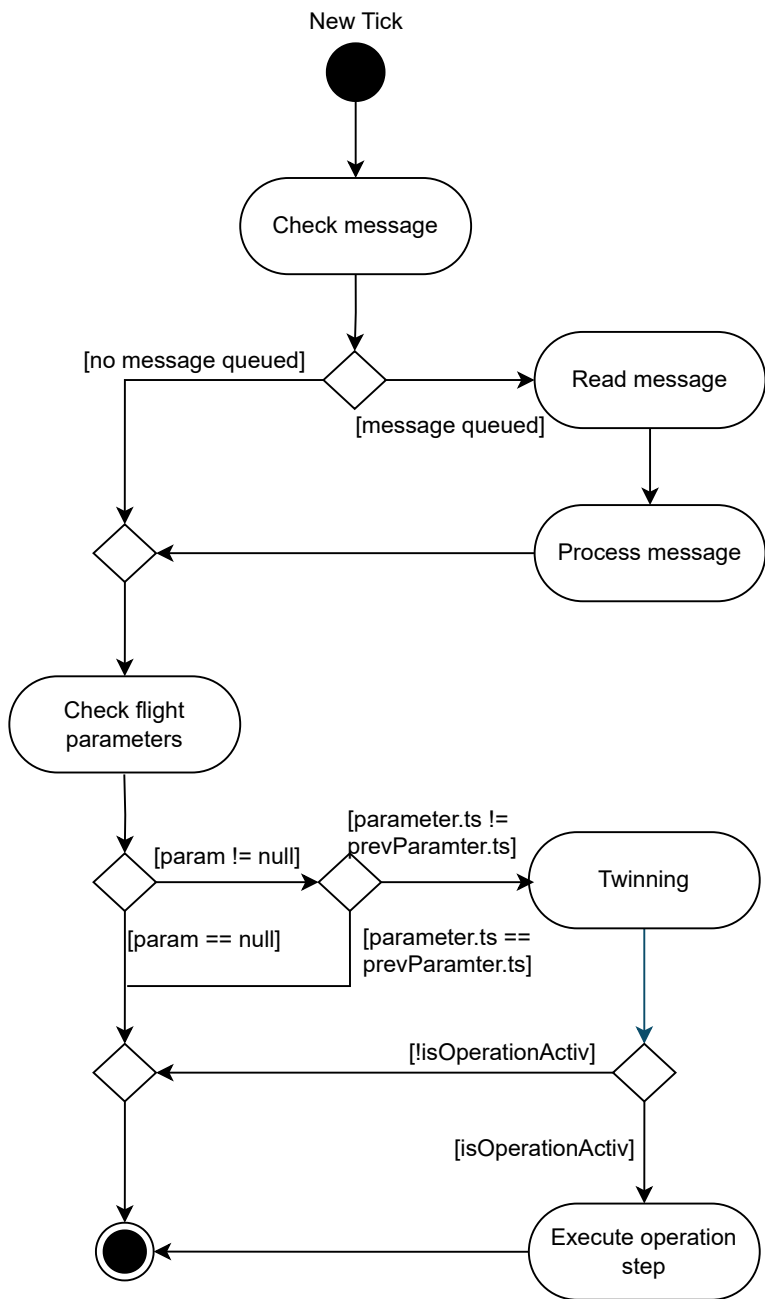 New Tick
Check message
[no message queued]
Read message
[message queued]
Process message
Check flight
parameters
[parameter.ts !=
prevParamter.ts]
[param != null]
Twinning
[param == null]
[parameter.ts ==
prevParamter.ts]
[!isOperationActiv]
[isOperationActiv]
Execute operation
step